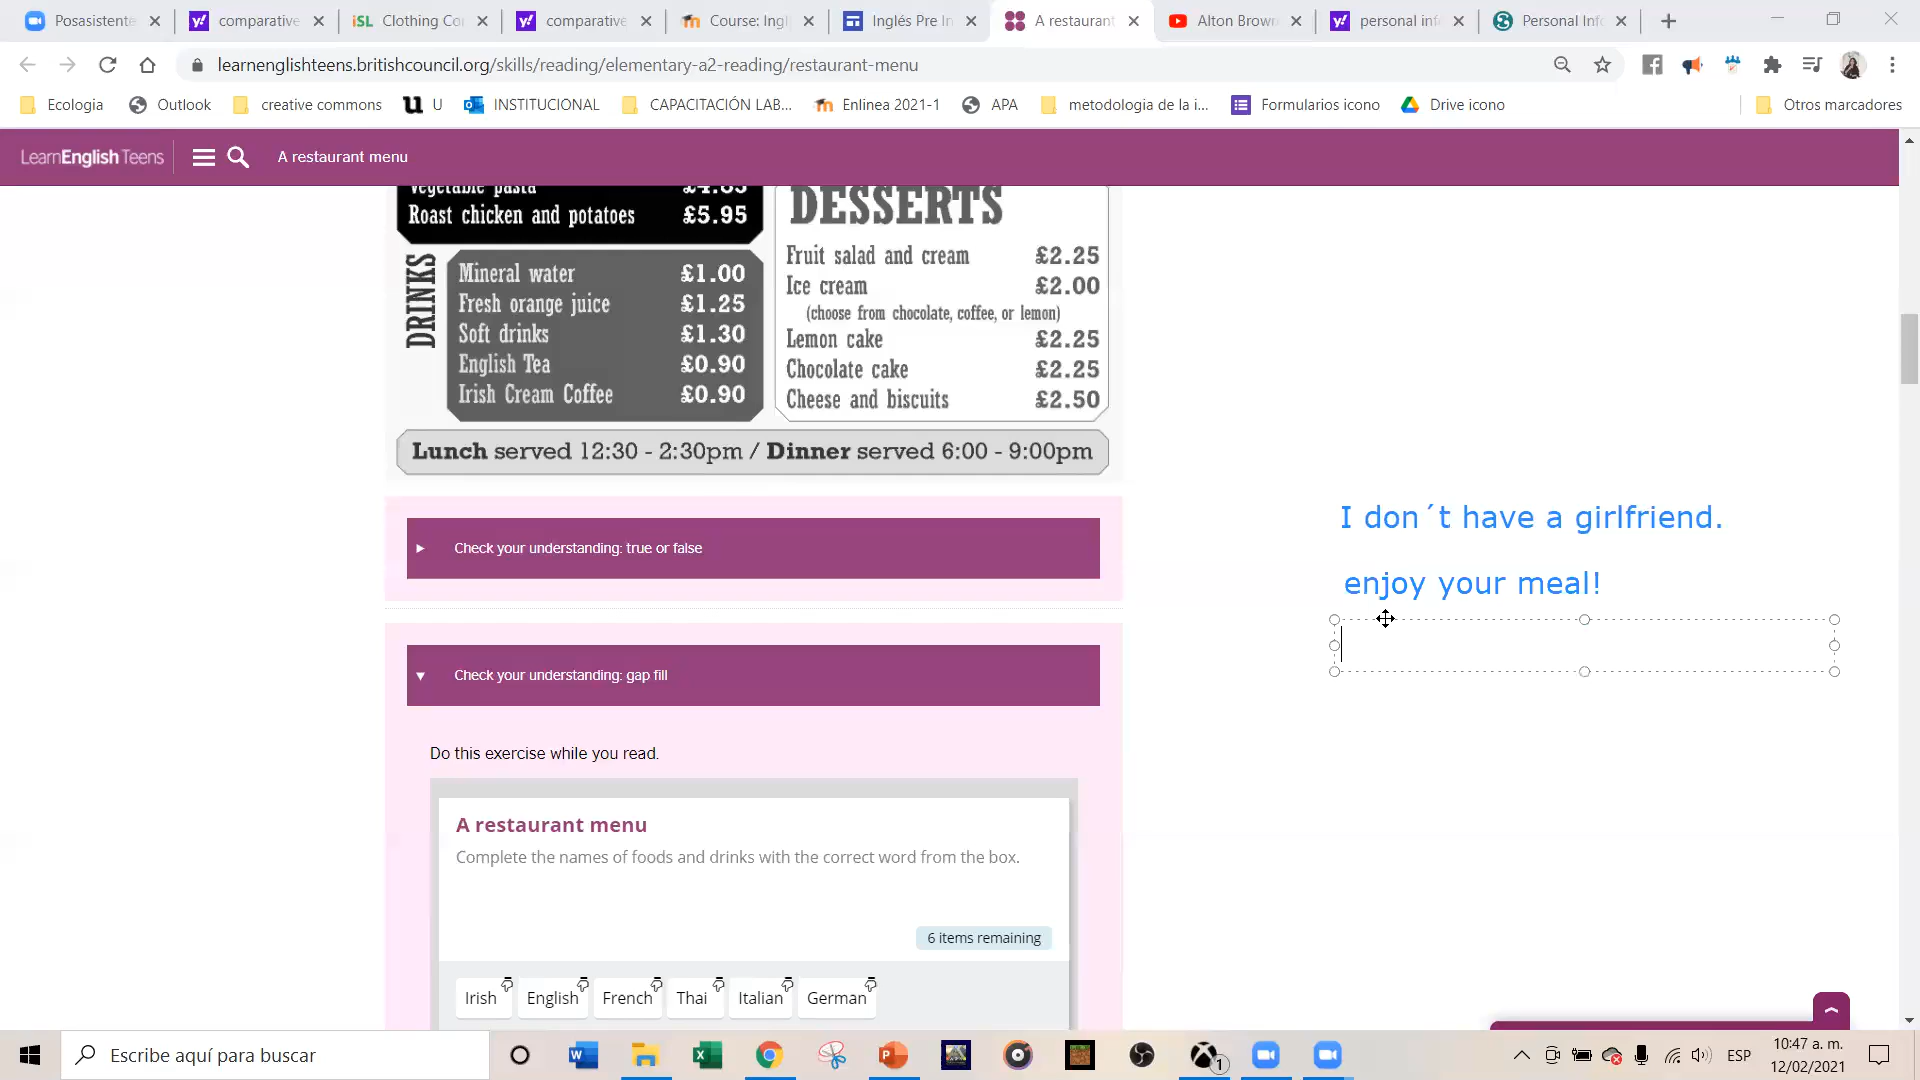 Posasistente
comparative
Clothing Co
comparative
Course: Ingl
Inglés Pre In
A restaurant
Alton Brown
personal inf
Personal Info
learnenglishteens.britishcouncil.org/skills/reading/elementary-a2-reading/restaurant-menu
Ecologia
Outlook
creative commons
U
INSTITUCIONAL
CAPACITACIÓN LAB...
Enlinea 2021-1
APA
metodologia de la i...
Formularios icono
Drive icono
Otros marcadores
LearnEnglish Teens
A restaurant menu
Vegetable pasta £4.85
Roast chicken and potatoes £5.95
DRINKS
Mineral water £1.00
Fresh orange juice £1.25
Soft drinks £1.30
English Tea £0.90
Irish Cream Coffee £0.90
DESSERTS
Fruit salad and cream £2.25
Ice cream £2.00
(choose from chocolate, coffee, or lemon)
Lemon cake £2.25
Chocolate cake £2.25
Cheese and biscuits £2.50
Lunch served 12:30 - 2:30pm / Dinner served 6:00 - 9:00pm
I don´t have a girlfriend.
enjoy your meal!
Check your understanding: true or false
Check your understanding: gap fill
Do this exercise while you read.
A restaurant menu
Complete the names of foods and drinks with the correct word from the box.
6 items remaining
Irish English French Thai Italian German
Escribe aquí para buscar
1
ESP
10:47 a. m.
12/02/2021